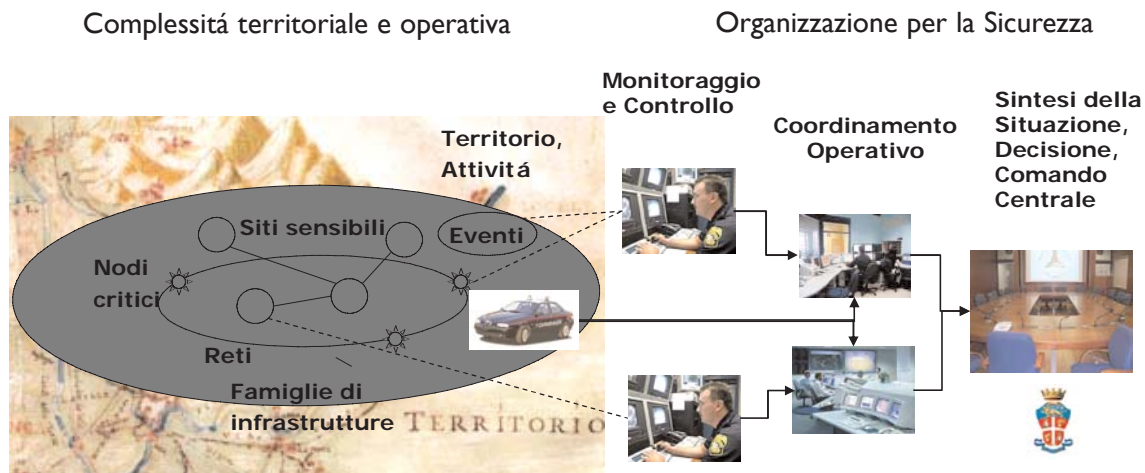 Complessitá territoriale e operativa
Organizzazione per la Sicurezza
Monitoraggio
e Controllo
Coordinamento
Operativo
Sintesi della
Situazione,
Decisione,
Comando
Centrale
Territorio,
Attivitá
Siti sensibili
Eventi
Nodi
critici
Reti
Famiglie di
infrastrutture
TERRITORIO